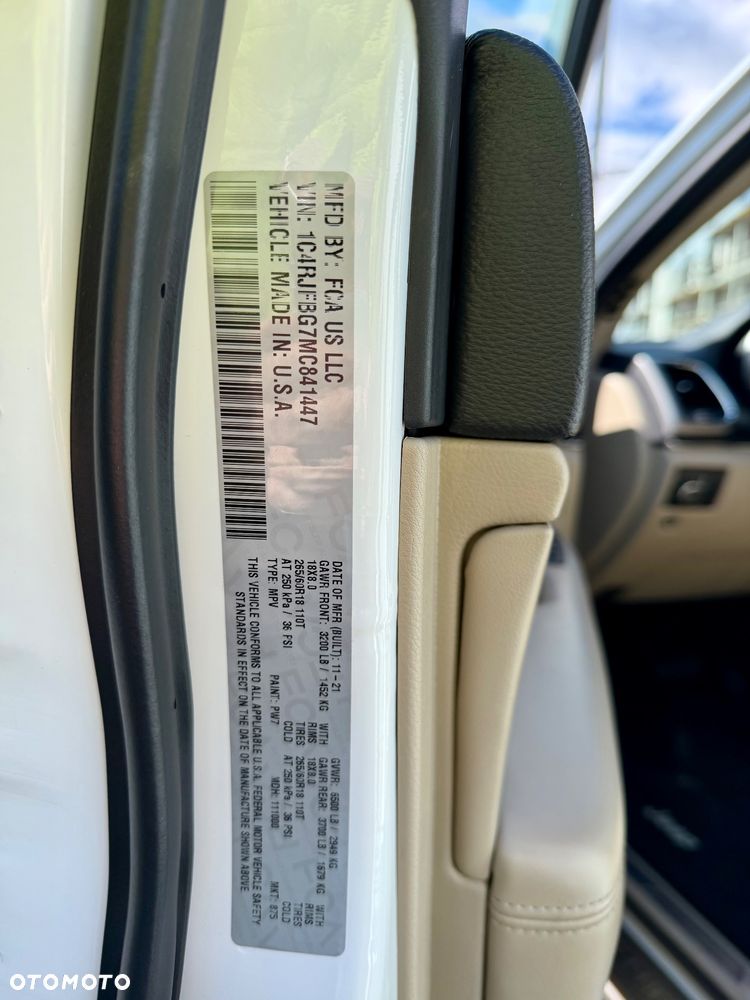 MFD BY: FCA US LLC
VIN: 1C4RJFBG7MC841447
VEHICLE MADE IN: U.S.A.
DATE OF MFR (BUILT): 11-21 GVWR: 6500 LB / 2949 KG
GAWR FRONT: 3200 LB / 1452 KG WITH GAWR REAR: 3700 LB / 1679 KG WITH
18X8.0 RIMS 18X8.0 RIMS
265/60R18 110T TIRES 265/60R18 110T TIRES
AT 250 kPa / 36 PSI COLD AT 250 kPa / 36 PSI COLD
TYPE: MPV PAINT: PW7 MDH: 111000 MKT: 875
THIS VEHICLE CONFORMS TO ALL APPLICABLE U.S.A. FEDERAL MOTOR VEHICLE SAFETY
STANDARDS IN EFFECT ON THE DATE OF MANUFACTURE SHOWN ABOVE.
Jeep
OTOMOTO